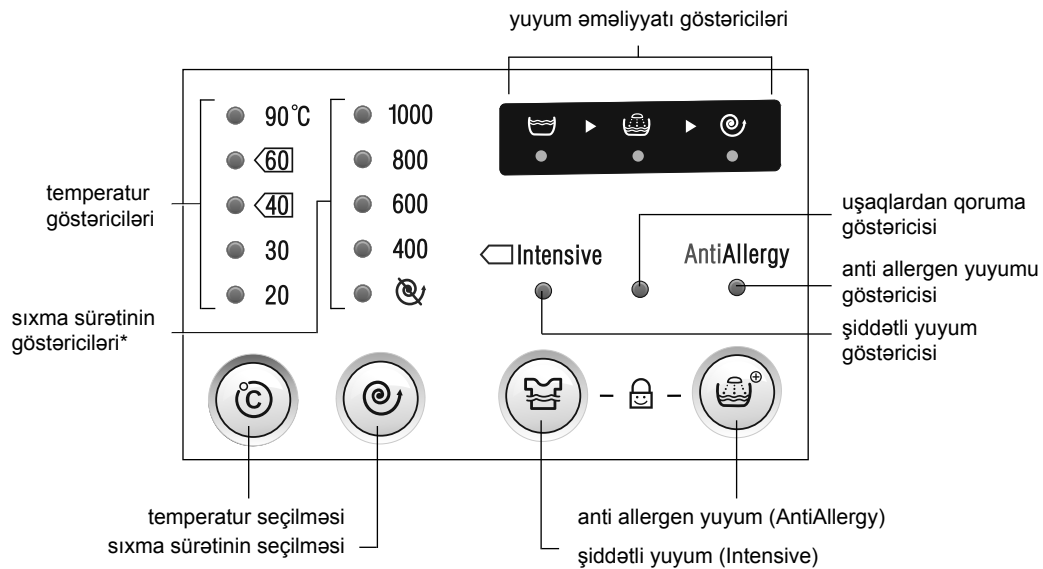 yuyum əməliyyatı göstəriciləri
90°C
60
40
30
20
1000
800
600
400
temperatur
göstəriciləri
sıxma sürətinin
göstəriciləri*
Intensive
AntiAllergy
uşaqlardan qoruma
göstəricisi
anti allergen yuyumu
göstəricisi
şiddətli yuyum
göstəricisi
°C
temperatur seçilməsi
sıxma sürətinin seçilməsi
anti allergen yuyum (AntiAllergy)
şiddətli yuyum (Intensive)